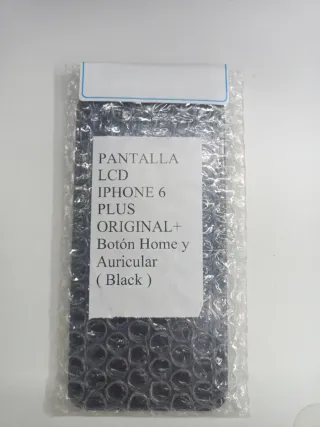 PANTALLA
LCD
IPHONE 6
PLUS
ORIGINAL+
Botón Home y
Auricular
( Black )